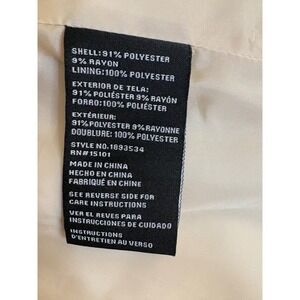 SHELL: 91% POLYESTER
9% RAYON
LINING: 100% POLYESTER
EXTERIOR DE TELA:
91% POLIÉSTER 9% RAYÓN
FORRO: 100% POLIÉSTER
EXTÉRIEUR:
91% POLYESTER 9% RAYONNE
DOUBLURE: 100% POLYESTER
STYLE NO. 1893534
RN# 15101
MADE IN CHINA
HECHO EN CHINA
FABRIQUÉ EN CHINE
SEE REVERSE SIDE FOR
CARE INSTRUCTIONS
VER EL REVÉS PARA
INSTRUCCIONES DE CUIDADO
INSTRUCTIONS
D'ENTRETIEN AU VERSO